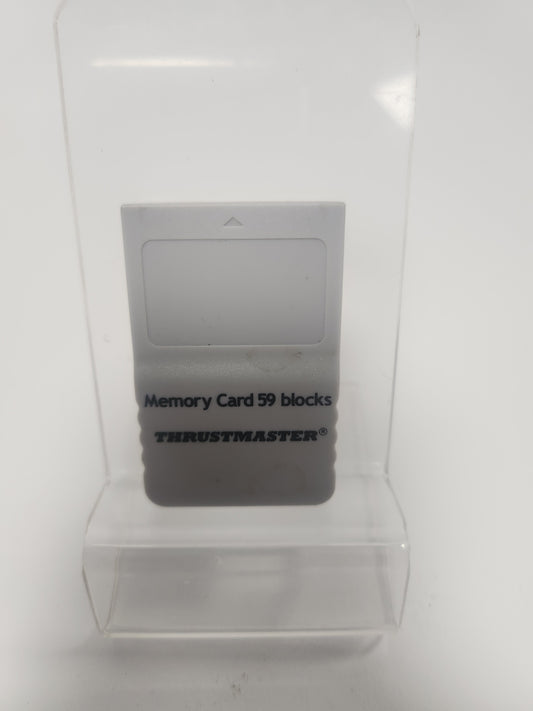 Memory Card 59 blocks
THRUSTMASTER®